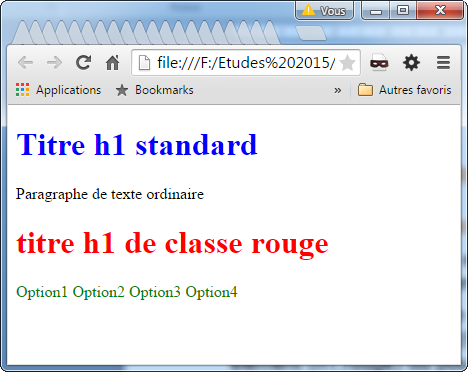 Vous
file:///F:/Etudes%202015/
Applications Bookmarks » Autres favoris
Titre h1 standard
Paragraphe de texte ordinaire
titre h1 de classe rouge
Option1 Option2 Option3 Option4